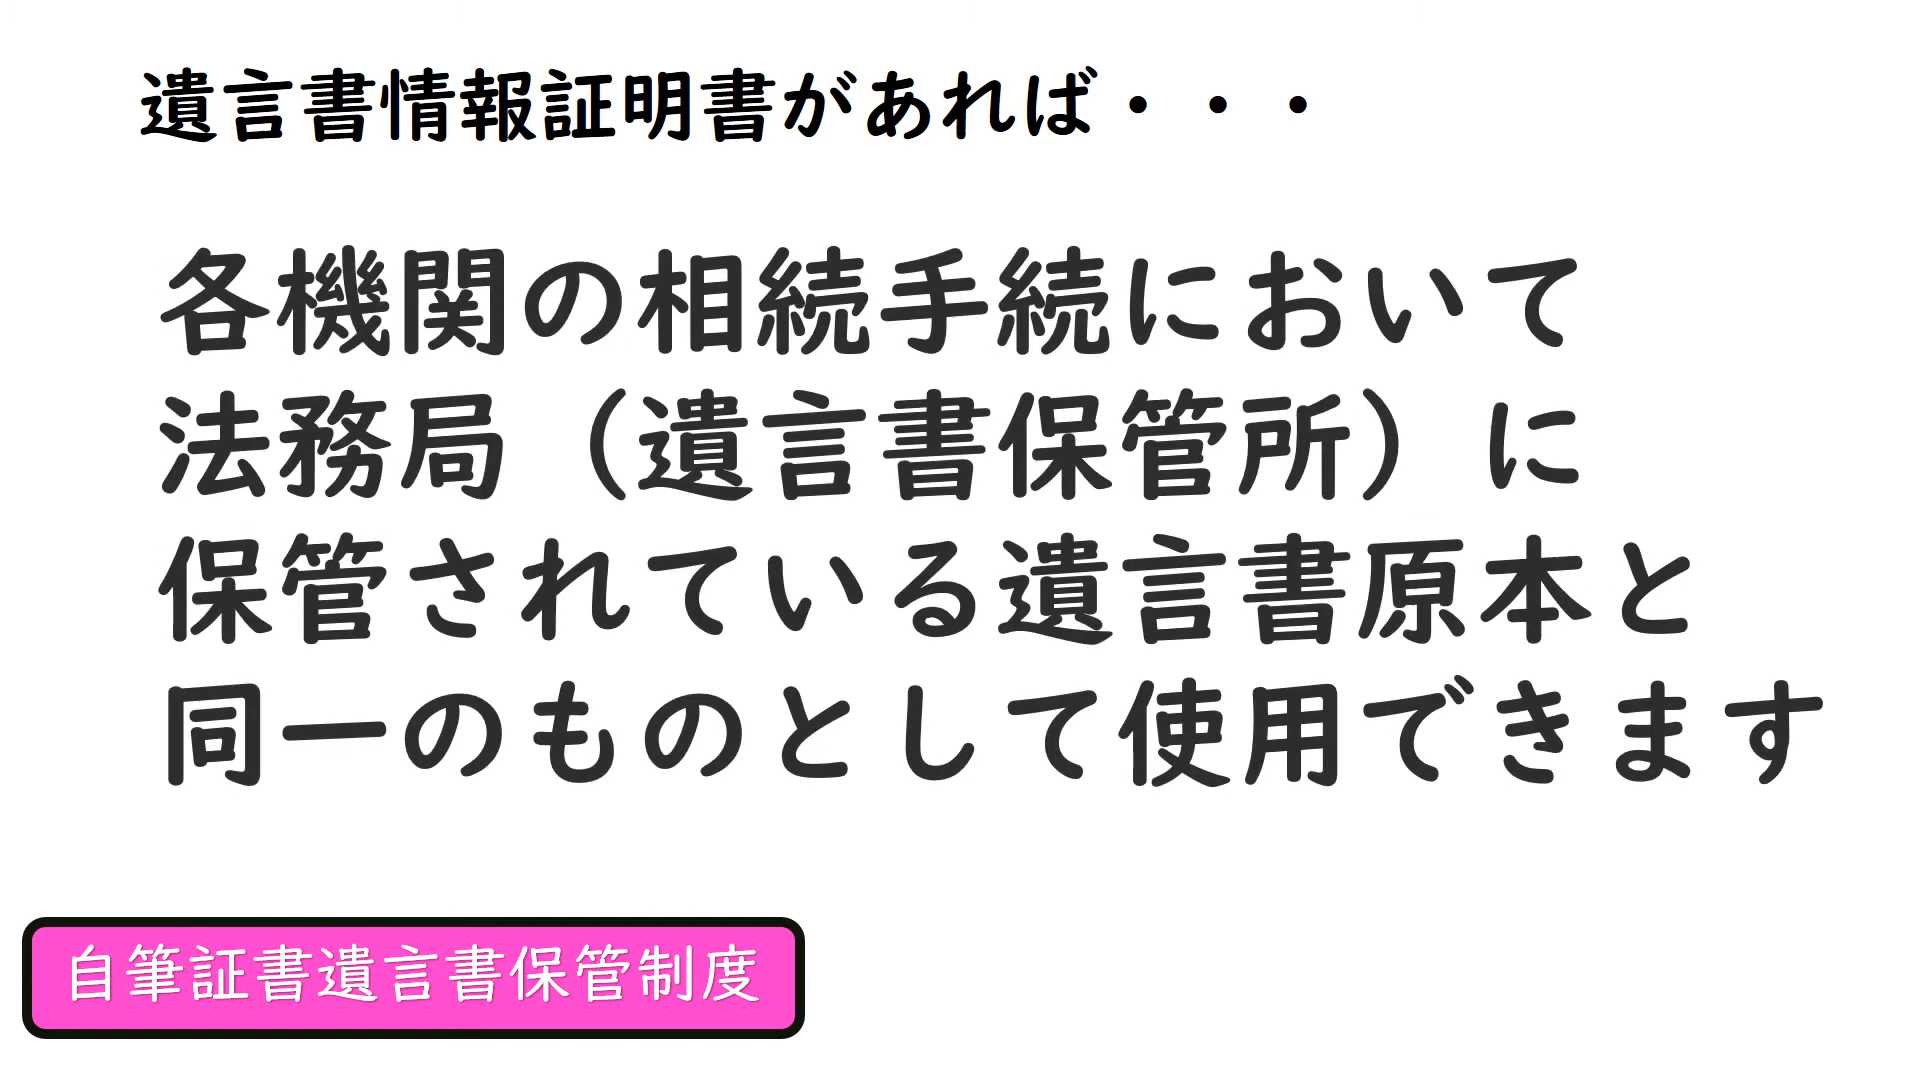 遺言書情報証明書があれば・・・
各機関の相続手続において
法務局（遺言書保管所）に
保管されている遺言書原本と
同一のものとして使用できます
自筆証書遺言書保管制度